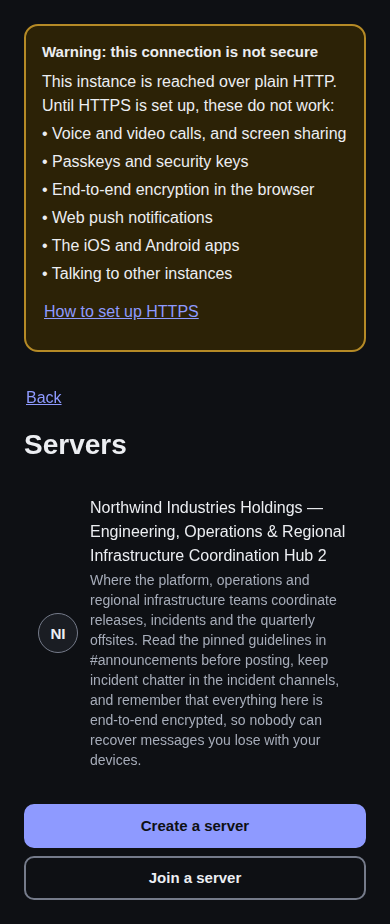 Warning: this connection is not secure
This instance is reached over plain HTTP.
Until HTTPS is set up, these do not work:
• Voice and video calls, and screen sharing
• Passkeys and security keys
• End-to-end encryption in the browser
• Web push notifications
• The iOS and Android apps
• Talking to other instances
How to set up HTTPS
Back
Servers
Northwind Industries Holdings —
Engineering, Operations & Regional
Infrastructure Coordination Hub 2
NI
Where the platform, operations and
regional infrastructure teams coordinate
releases, incidents and the quarterly
offsites. Read the pinned guidelines in
#announcements before posting, keep
incident chatter in the incident channels,
and remember that everything here is
end-to-end encrypted, so nobody can
recover messages you lose with your
devices.
Create a server
Join a server